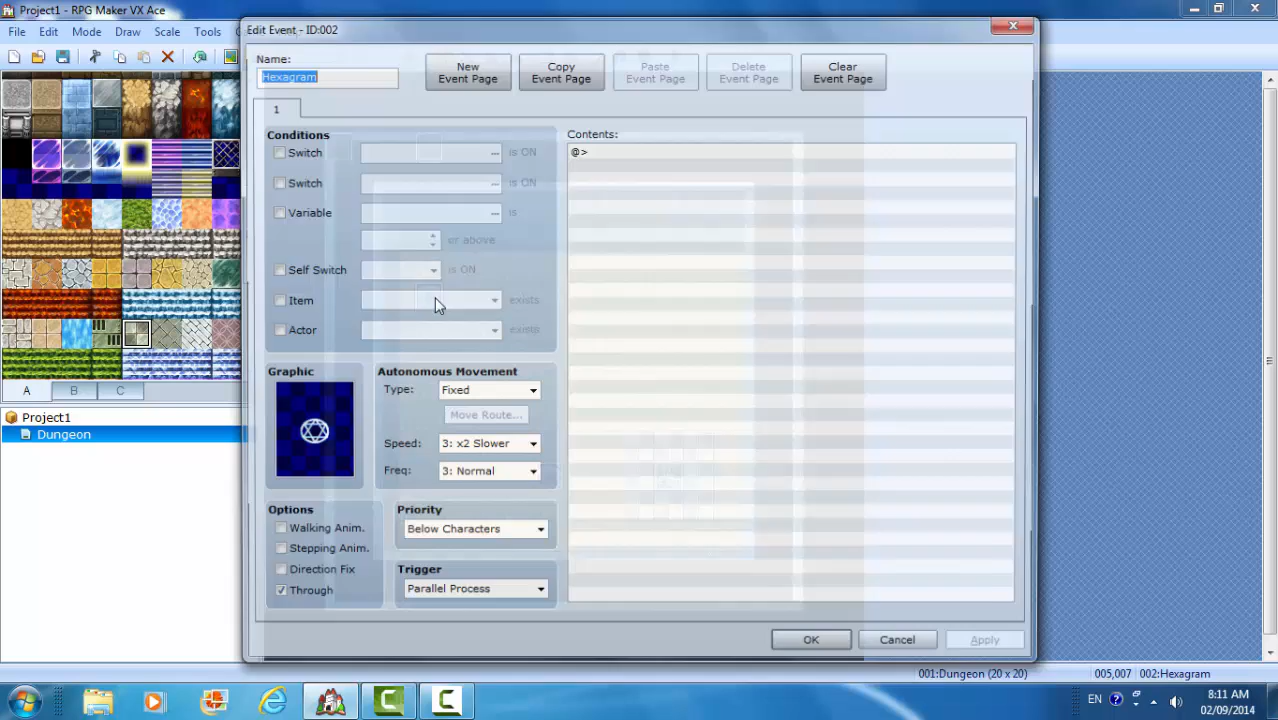 Project1 - RPG Maker VX Ace
File Edit Mode Draw Scale Tools
Edit Event - ID:002
Name:
Hexagram
New Event Page
Copy Event Page
Paste Event Page
Delete Event Page
Clear Event Page
1
Conditions
Switch ... is ON
Switch ... is ON
Variable ... is
or above
Self Switch is ON
Item exists
Actor exists
Contents:
@>
Graphic
Autonomous Movement
Type: Fixed
Move Route...
Speed: 3: x2 Slower
Freq: 3: Normal
Options
Walking Anim.
Stepping Anim.
Direction Fix
Through
Priority
Below Characters
Trigger
Parallel Process
OK Cancel Apply
A B C
Project1
Dungeon
001:Dungeon (20 x 20) 005,007 002:Hexagram
EN
8:11 AM
02/09/2014